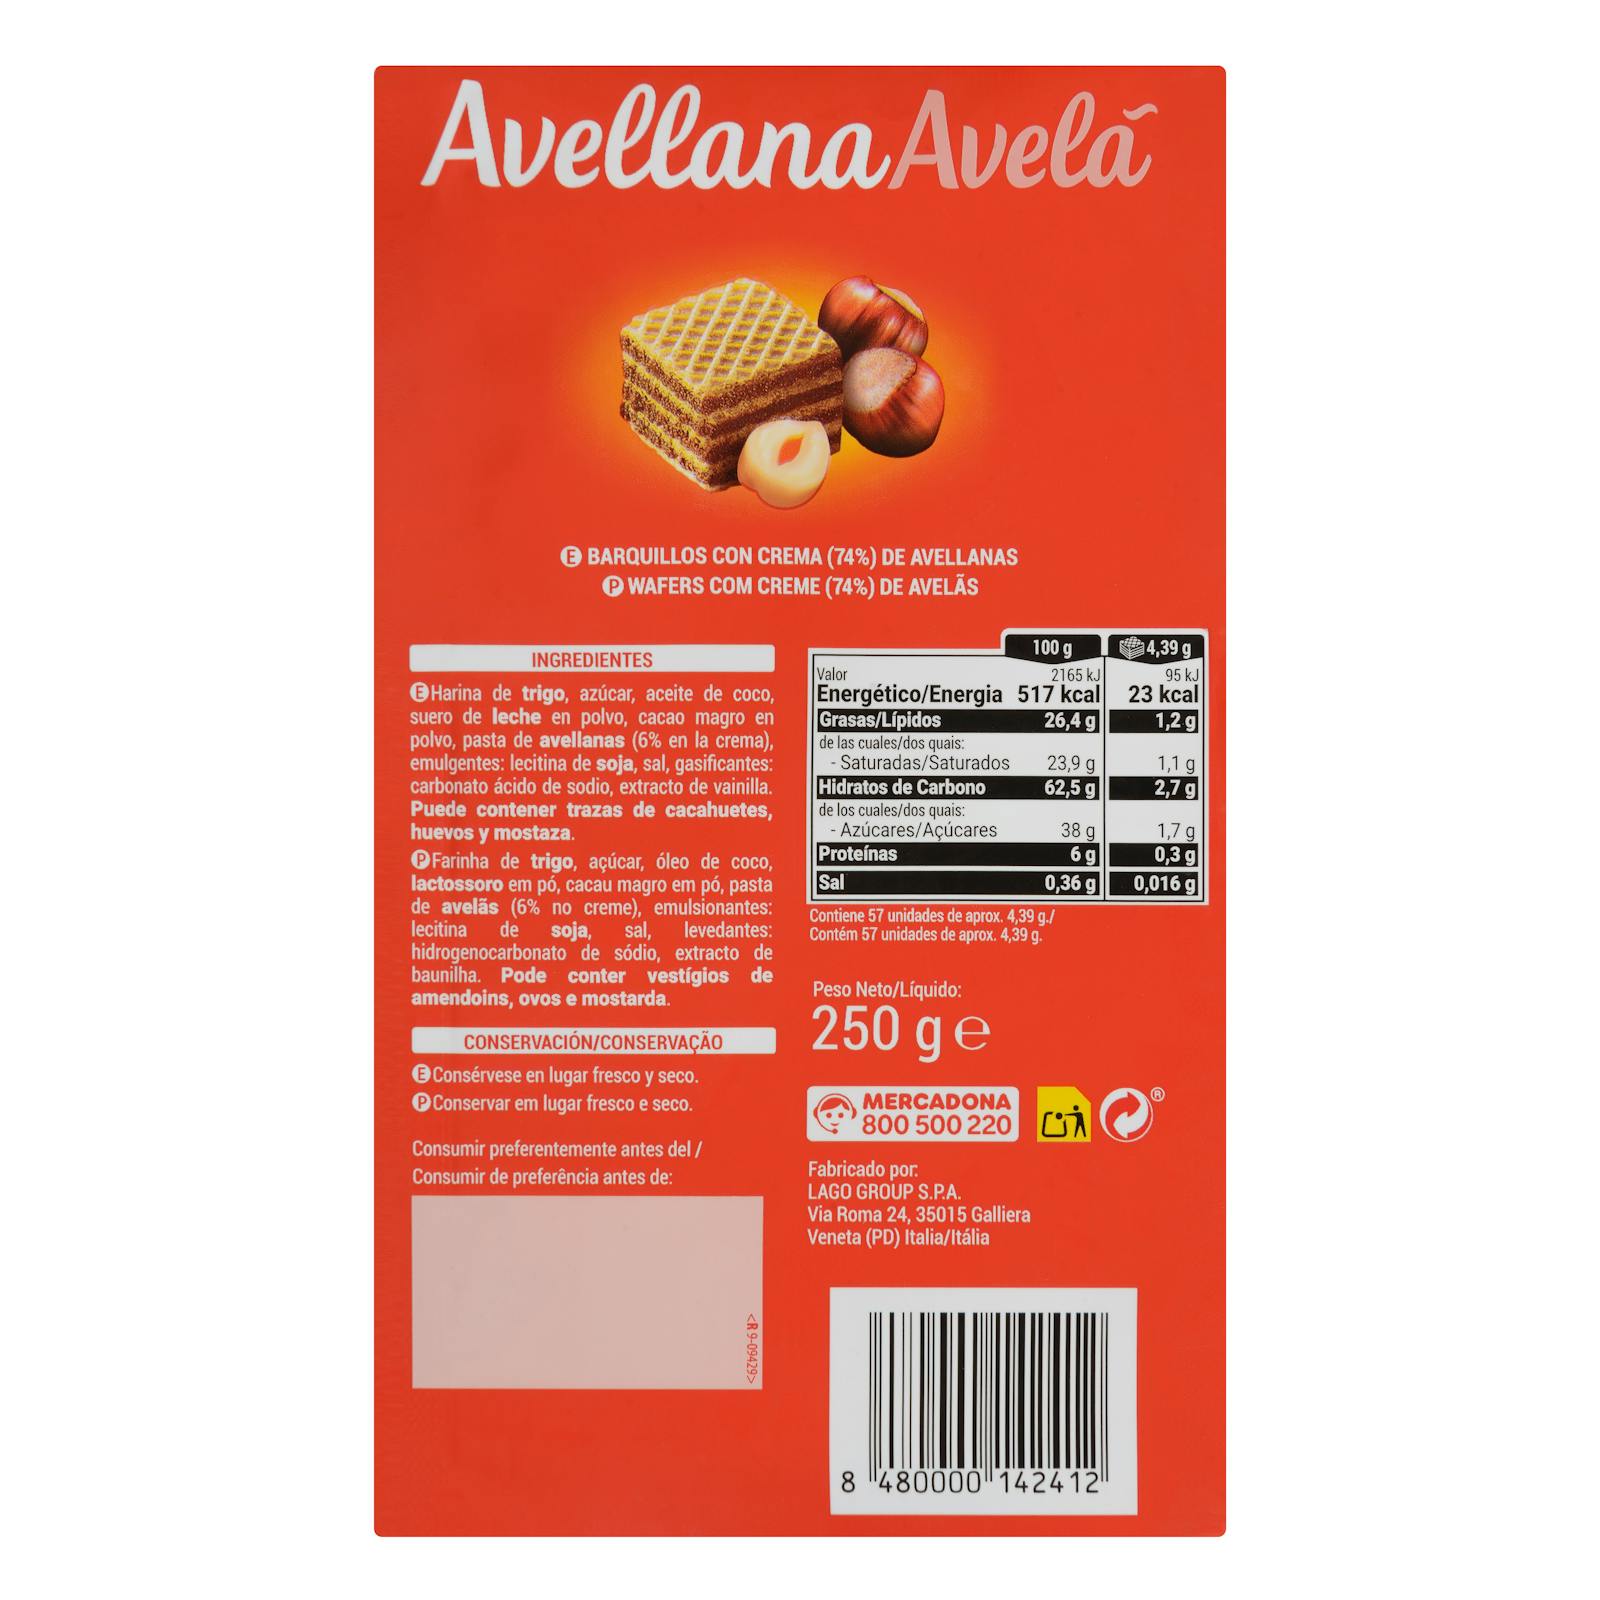 Avellana Avelã
Ⓔ BARQUILLOS CON CREMA (74%) DE AVELLANAS
Ⓟ WAFERS COM CREME (74%) DE AVELÃS
INGREDIENTES
ⒺHarina de trigo, azúcar, aceite de coco,
suero de leche en polvo, cacao magro en
polvo, pasta de avellanas (6% en la crema),
emulgentes: lecitina de soja, sal, gasificantes:
carbonato ácido de sodio, extracto de vainilla.
Puede contener trazas de cacahuetes,
huevos y mostaza.
ⓅFarinha de trigo, açúcar, óleo de coco,
lactossoro em pó, cacau magro em pó, pasta
de avelãs (6% no creme), emulsionantes:
lecitina de soja, sal, levedantes:
hidrogenocarbonato de sódio, extracto de
baunilha. Pode conter vestígios de
amendoins, ovos e mostarda.
CONSERVACIÓN/CONSERVAÇÃO
ⒺConsérvese en lugar fresco y seco.
ⓅConservar em lugar fresco e seco.
Consumir preferentemente antes del /
Consumir de preferência antes de:
<R 9-09429>
100 g 4,39 g
Valor 2165 kJ 95 kJ
Energético/Energia 517 kcal 23 kcal
Grasas/Lípidos 26,4 g 1,2 g
de las cuales/dos quais:
- Saturadas/Saturados 23,9 g 1,1 g
Hidratos de Carbono 62,5 g 2,7 g
de los cuales/dos quais:
- Azúcares/Açúcares 38 g 1,7 g
Proteínas 6 g 0,3 g
Sal 0,36 g 0,016 g
Contiene 57 unidades de aprox. 4,39 g./
Contém 57 unidades de aprox. 4,39 g.
Peso Neto/Líquido:
250 g ℮
MERCADONA
800 500 220
®
Fabricado por:
LAGO GROUP S.P.A.
Via Roma 24, 35015 Galliera
Veneta (PD) Italia/Itália
8 480000 142412